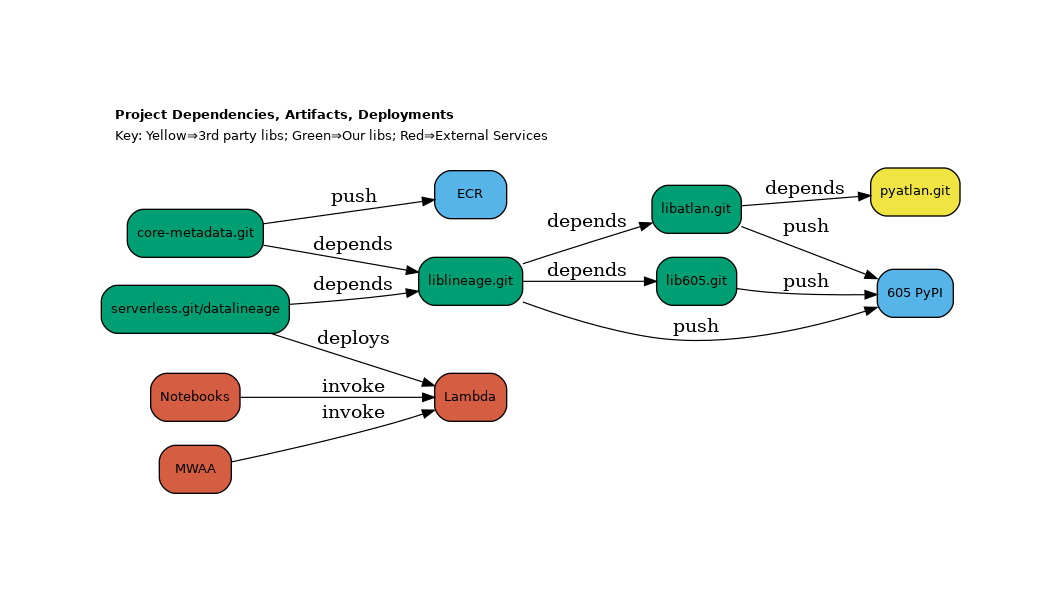 Project Dependencies, Artifacts, Deployments
Key: Yellow⇒3rd party libs; Green⇒Our libs; Red⇒External Services
push
ECR
core-metadata.git
depends
depends
libatlan.git
depends
pyatlan.git
push
serverless.git/datalineage
depends
liblineage.git
depends
lib605.git
push
605 PyPI
push
deploys
Notebooks
invoke
Lambda
invoke
MWAA